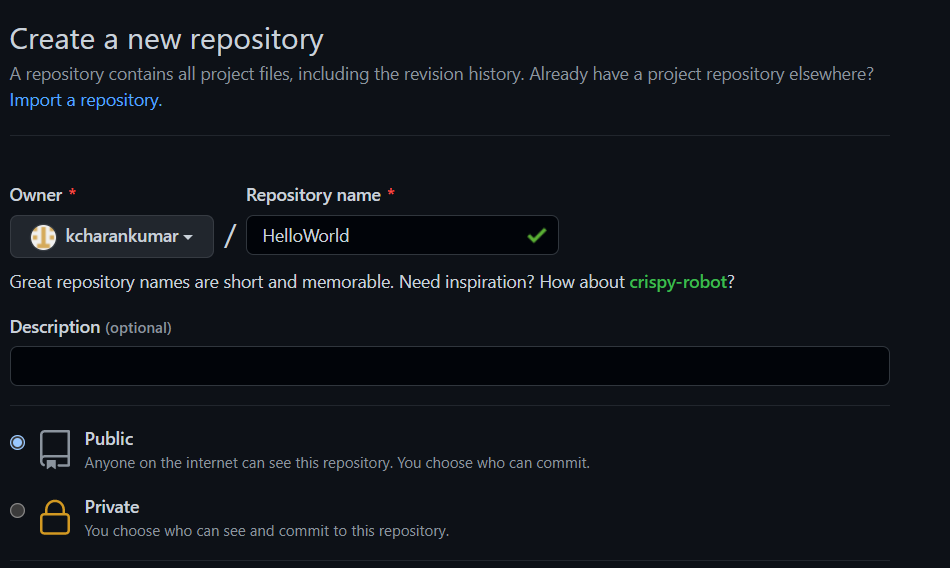 Create a new repository
A repository contains all project files, including the revision history. Already have a project repository elsewhere?
Import a repository.
Owner * Repository name *
kcharankumar / HelloWorld
Great repository names are short and memorable. Need inspiration? How about crispy-robot?
Description (optional)
Public
Anyone on the internet can see this repository. You choose who can commit.
Private
You choose who can see and commit to this repository.